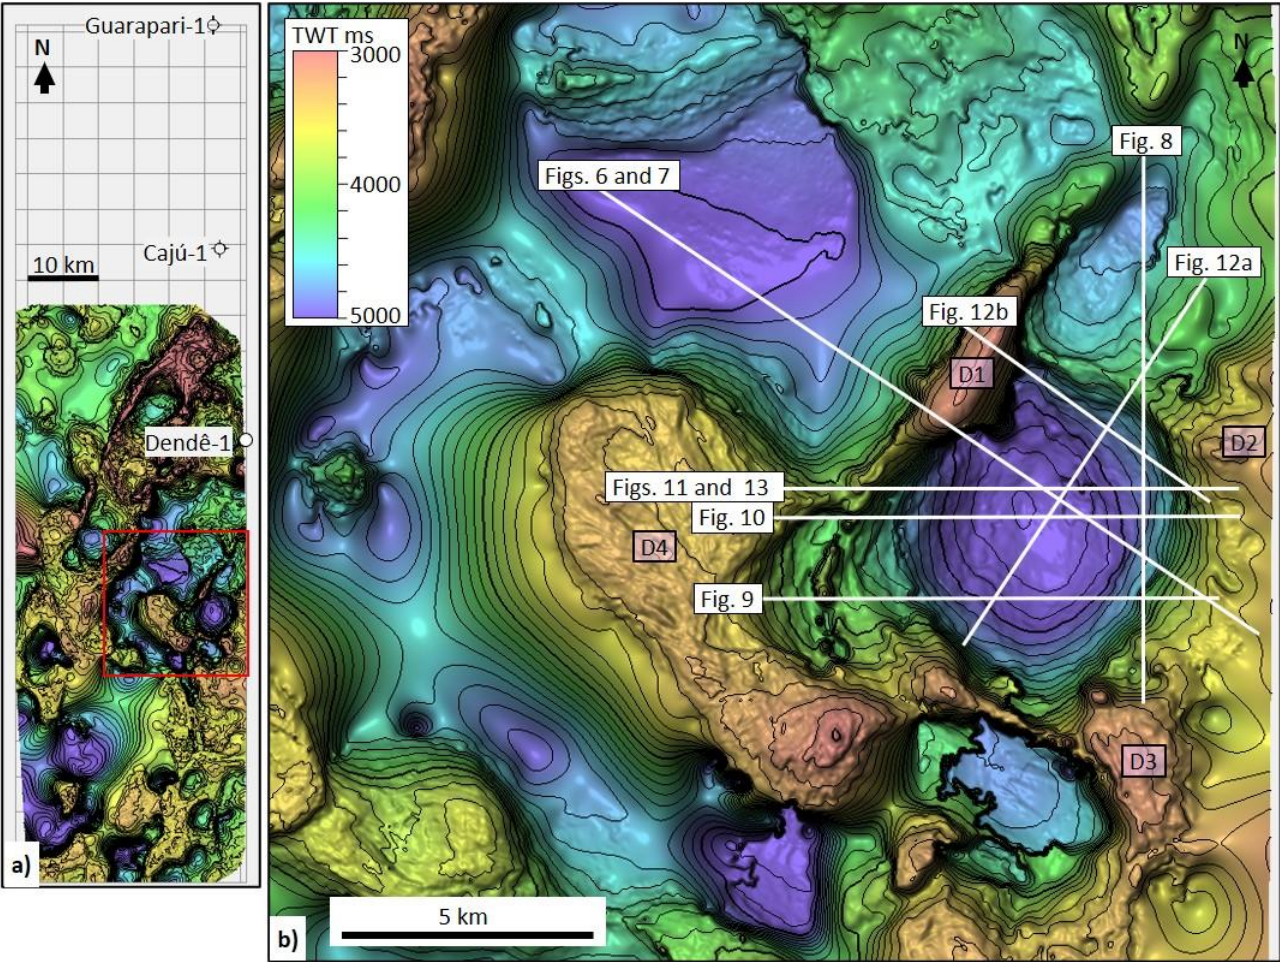 Guarapari-1
N
Cajú-1
10 km
Dendê-1
a)
TWT ms
3000
4000
5000
N
Fig. 8
Figs. 6 and 7
Fig. 12a
Fig. 12b
D1
D2
Figs. 11 and 13
Fig. 10
D4
Fig. 9
D3
5 km
b)